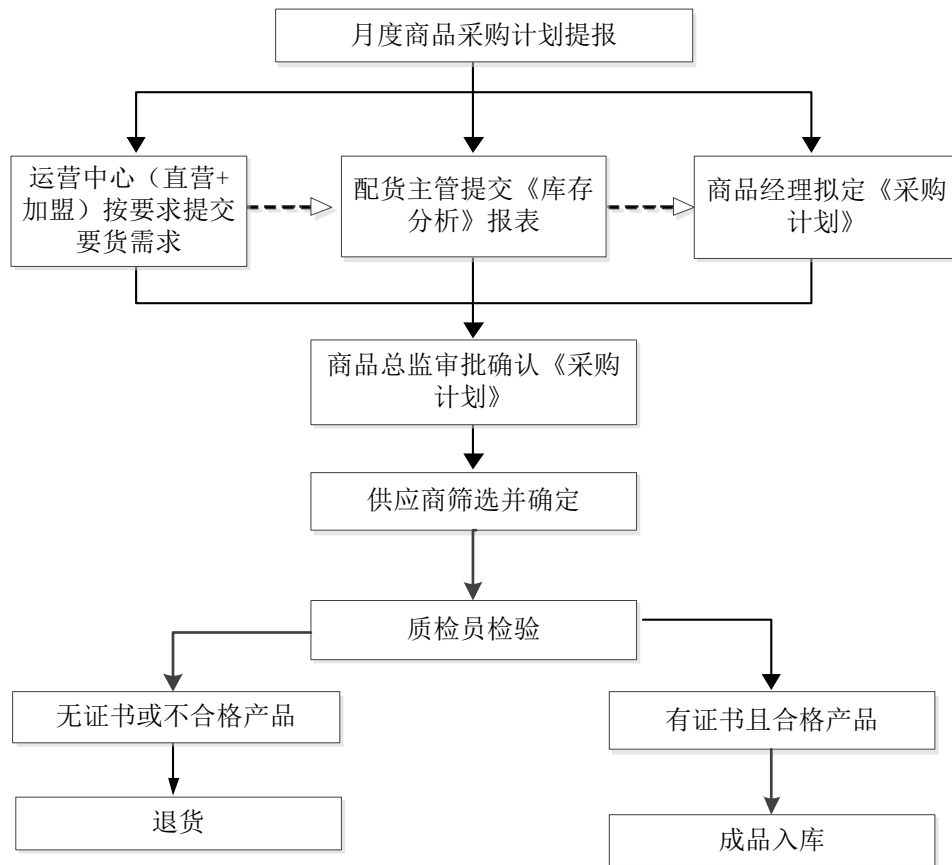 月度商品采购计划提报
运营中心（直营+
加盟）按要求提交
要货需求
配货主管提交《库存
分析》报表
商品经理拟定《采购
计划》
商品总监审批确认《采购
计划》
供应商筛选并确定
质检员检验
无证书或不合格产品
有证书且合格产品
退货
成品入库